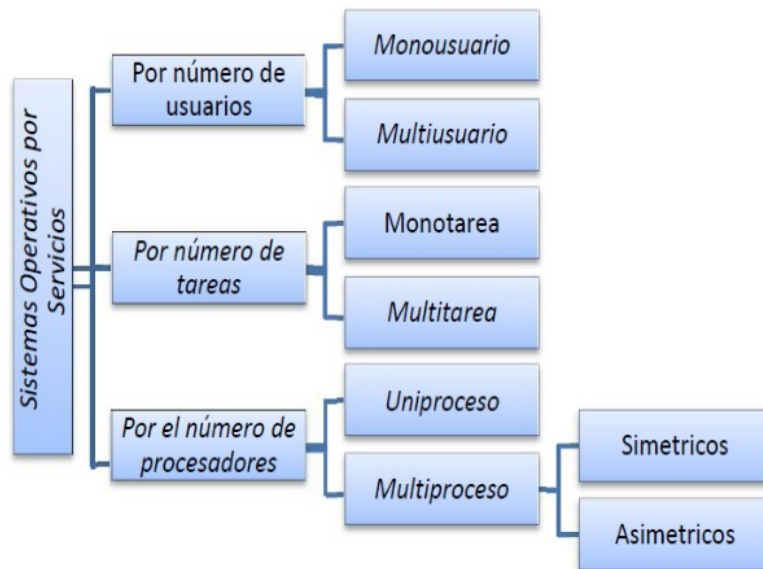 Sistemas Operativos por
Servicios
Por número de
usuarios
Monousuario
Multiusuario
Por número de
tareas
Monotarea
Multitarea
Por el número de
procesadores
Uniproceso
Multiproceso
Simetricos
Asimetricos